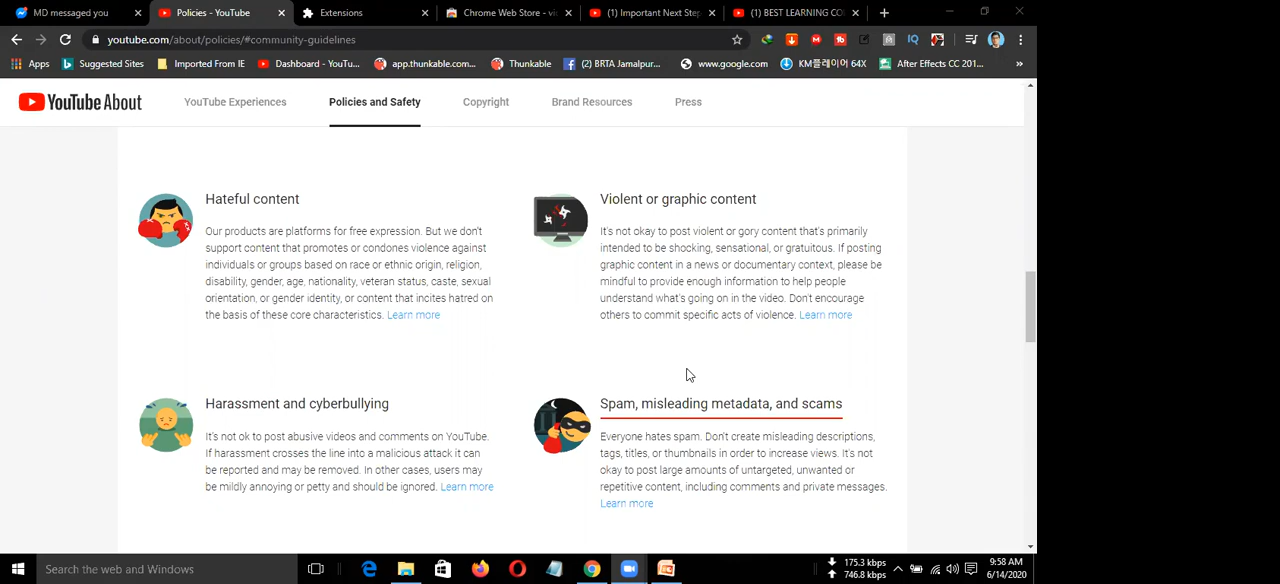 MD messaged you
Policies - YouTube
Extensions
Chrome Web Store - vi
(1) Important Next Step
(1) BEST LEARNING CO
youtube.com/about/policies/#community-guidelines
Apps
Suggested Sites
Imported From IE
Dashboard - YouTu...
app.thunkable.com...
Thunkable
(2) BRTA Jamalpur...
www.google.com
KM플레이어 64X
After Effects CC 201...
»
YouTube About
YouTube Experiences
Policies and Safety
Copyright
Brand Resources
Press
Hateful content
Our products are platforms for free expression. But we don't
support content that promotes or condones violence against
individuals or groups based on race or ethnic origin, religion,
disability, gender, age, nationality, veteran status, caste, sexual
orientation, or gender identity, or content that incites hatred on
the basis of these core characteristics. Learn more
Violent or graphic content
It's not okay to post violent or gory content that's primarily
intended to be shocking, sensational, or gratuitous. If posting
graphic content in a news or documentary context, please be
mindful to provide enough information to help people
understand what's going on in the video. Don't encourage
others to commit specific acts of violence. Learn more
Harassment and cyberbullying
It's not ok to post abusive videos and comments on YouTube.
If harassment crosses the line into a malicious attack it can
be reported and may be removed. In other cases, users may
be mildly annoying or petty and should be ignored. Learn more
Spam, misleading metadata, and scams
Everyone hates spam. Don't create misleading descriptions,
tags, titles, or thumbnails in order to increase views. It's not
okay to post large amounts of untargeted, unwanted or
repetitive content, including comments and private messages.
Learn more
Search the web and Windows
175.3 kbps
746.8 kbps
9:58 AM
6/14/2020